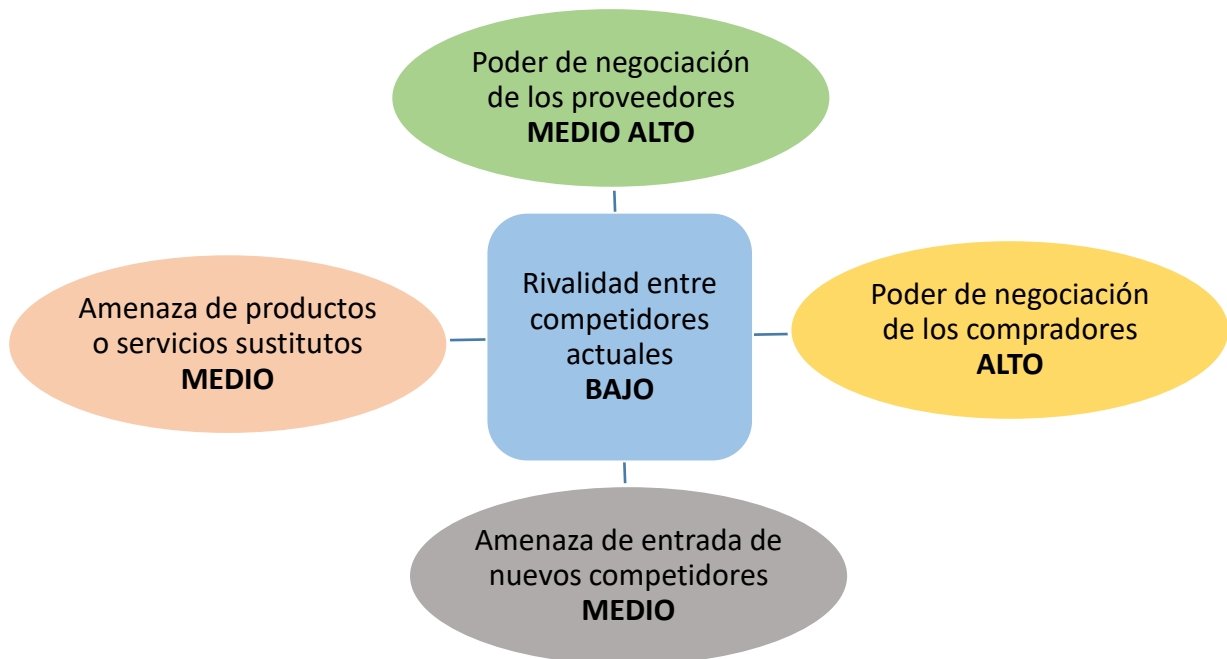 Poder de negociación
de los proveedores
MEDIO ALTO
Amenaza de productos
o servicios sustitutos
MEDIO
Rivalidad entre
competidores
actuales
BAJO
Poder de negociación
de los compradores
ALTO
Amenaza de entrada de
nuevos competidores
MEDIO